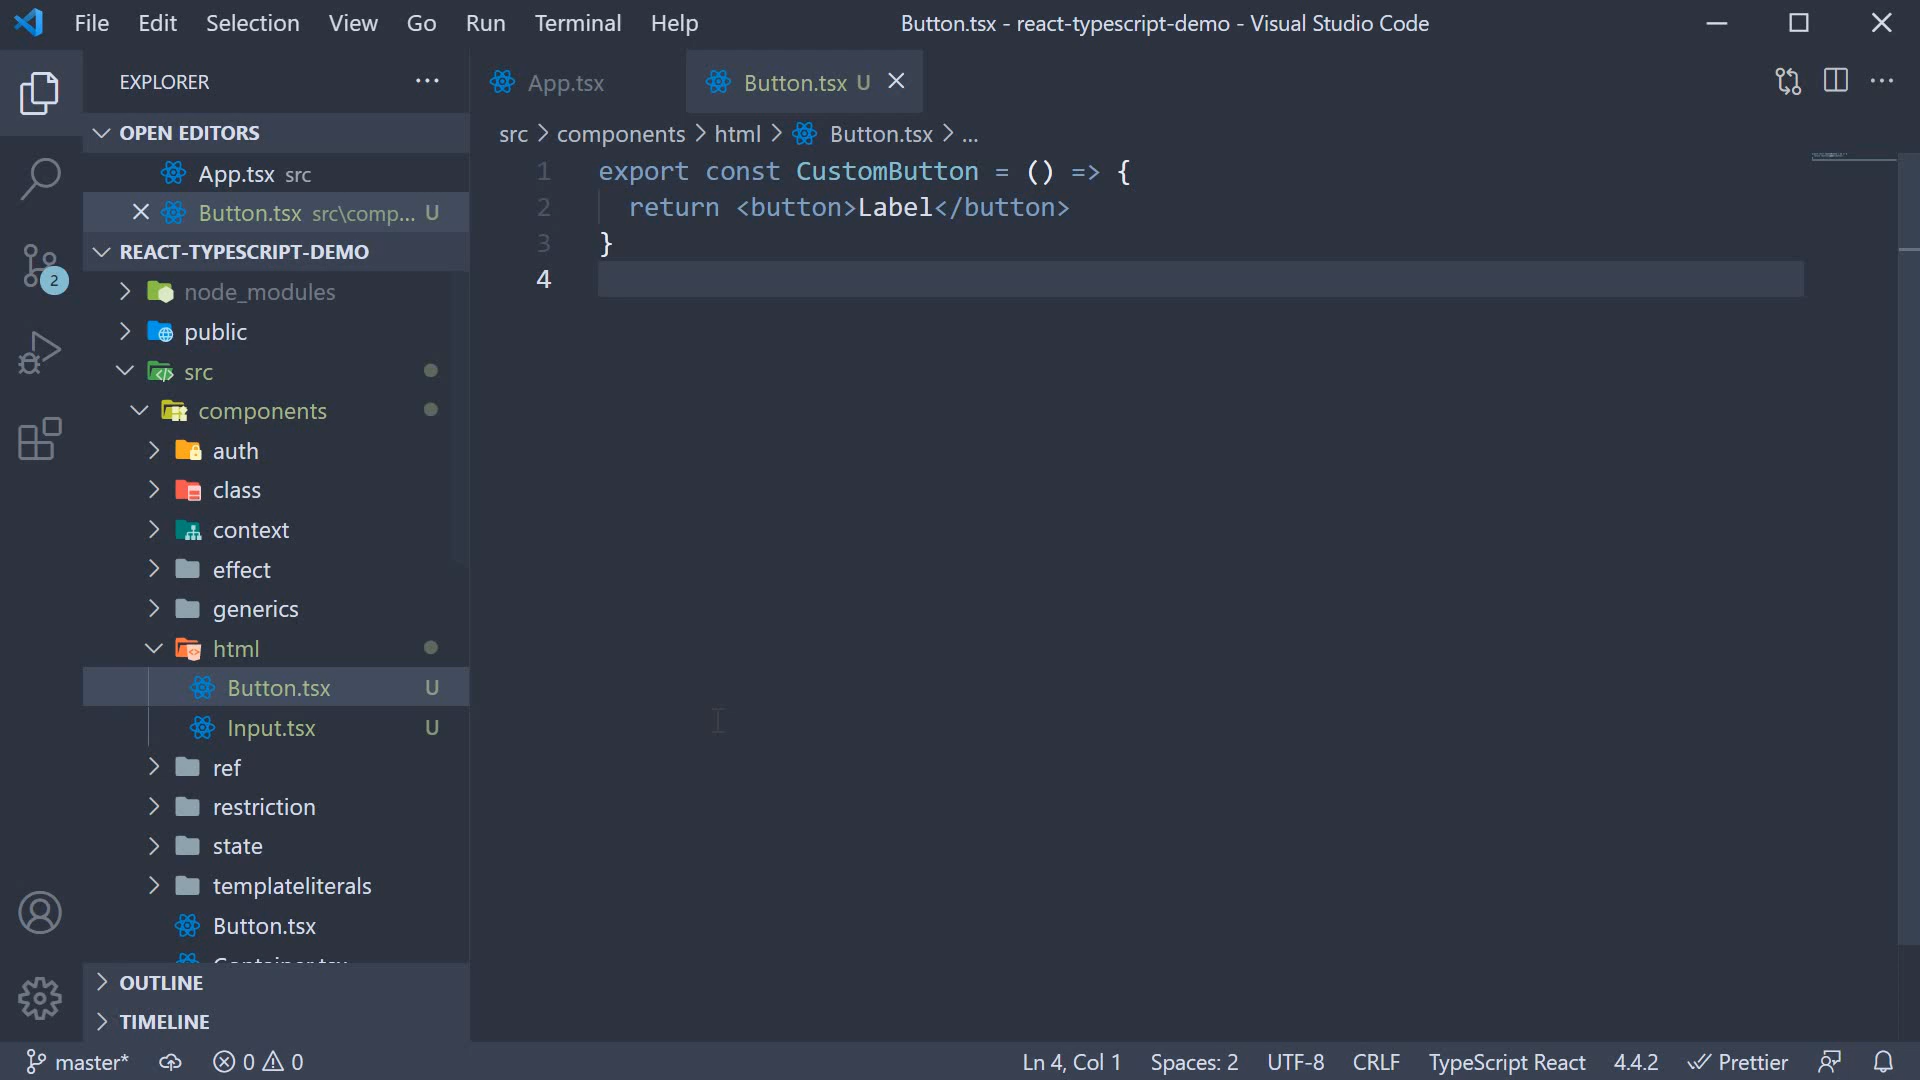 File Edit Selection View Go Run Terminal Help
Button.tsx - react-typescript-demo - Visual Studio Code
EXPLORER
OPEN EDITORS
App.tsx src
Button.tsx src\comp... U
REACT-TYPESCRIPT-DEMO
node_modules
public
src
components
auth
class
context
effect
generics
html
Button.tsx U
Input.tsx U
ref
restriction
state
templateliterals
Button.tsx
Container.tsx
OUTLINE
TIMELINE
2
App.tsx
Button.tsx U
src > components > html > Button.tsx > ...
1 export const CustomButton = () => {
2 return <button>Label</button>
3 }
4
master* 0 0
Ln 4, Col 1 Spaces: 2 UTF-8 CRLF TypeScript React 4.4.2 Prettier